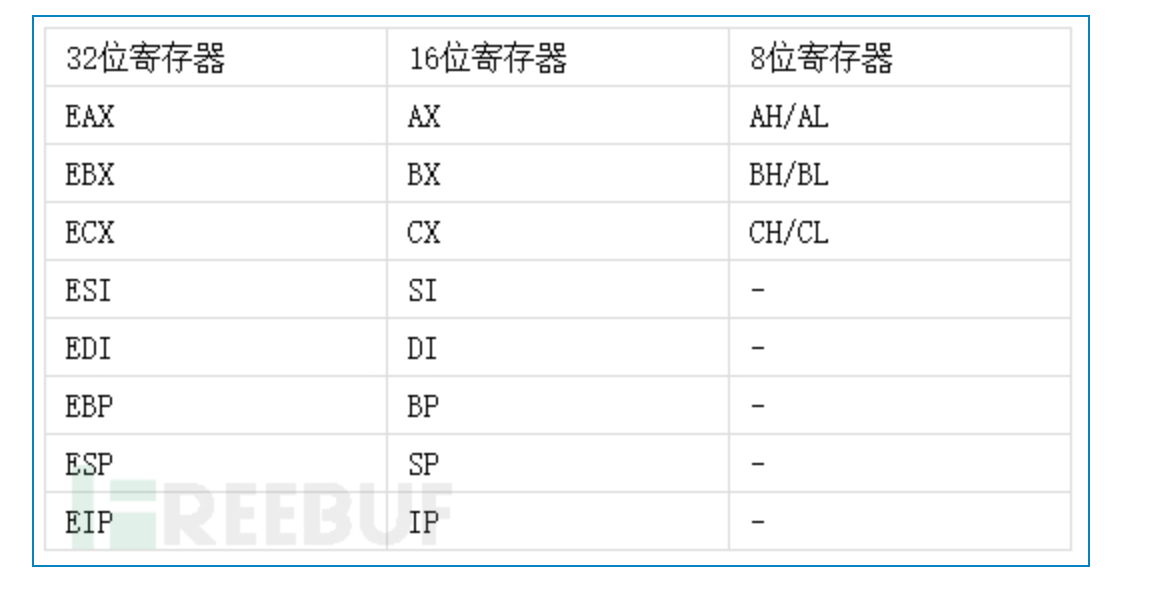 32位寄存器 16位寄存器 8位寄存器
EAX AX AH/AL
EBX BX BH/BL
ECX CX CH/CL
ESI SI -
EDI DI -
EBP BP -
ESP SP -
EIP IP -
FREEBUF